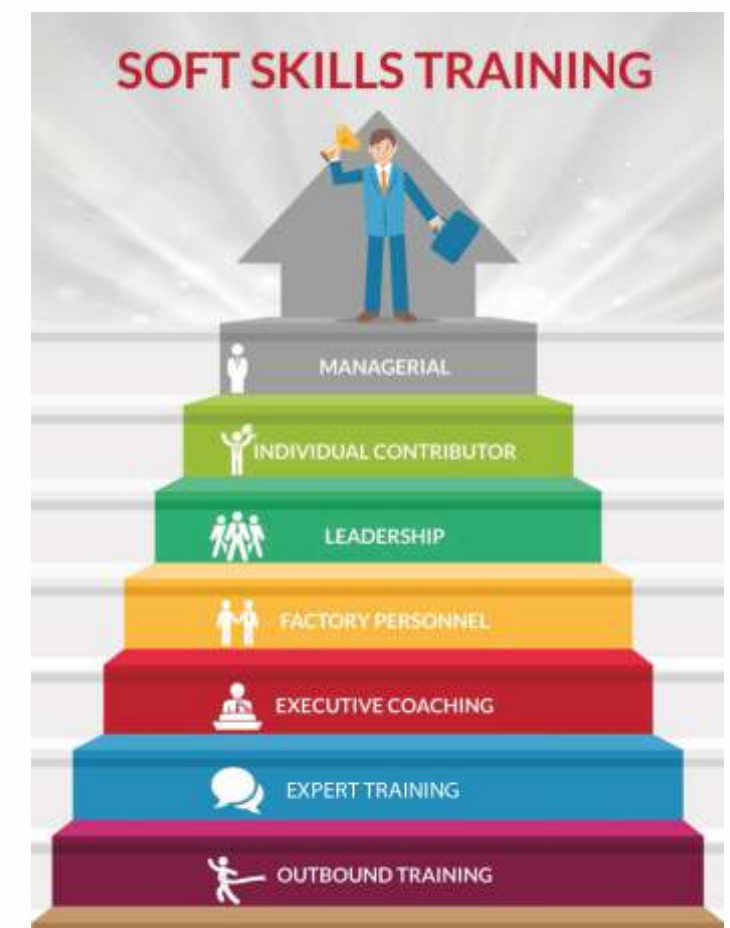 SOFT SKILLS TRAINING
MANAGERIAL
INDIVIDUAL CONTRIBUTOR
LEADERSHIP
FACTORY PERSONNEL
EXECUTIVE COACHING
EXPERT TRAINING
OUTBOUND TRAINING